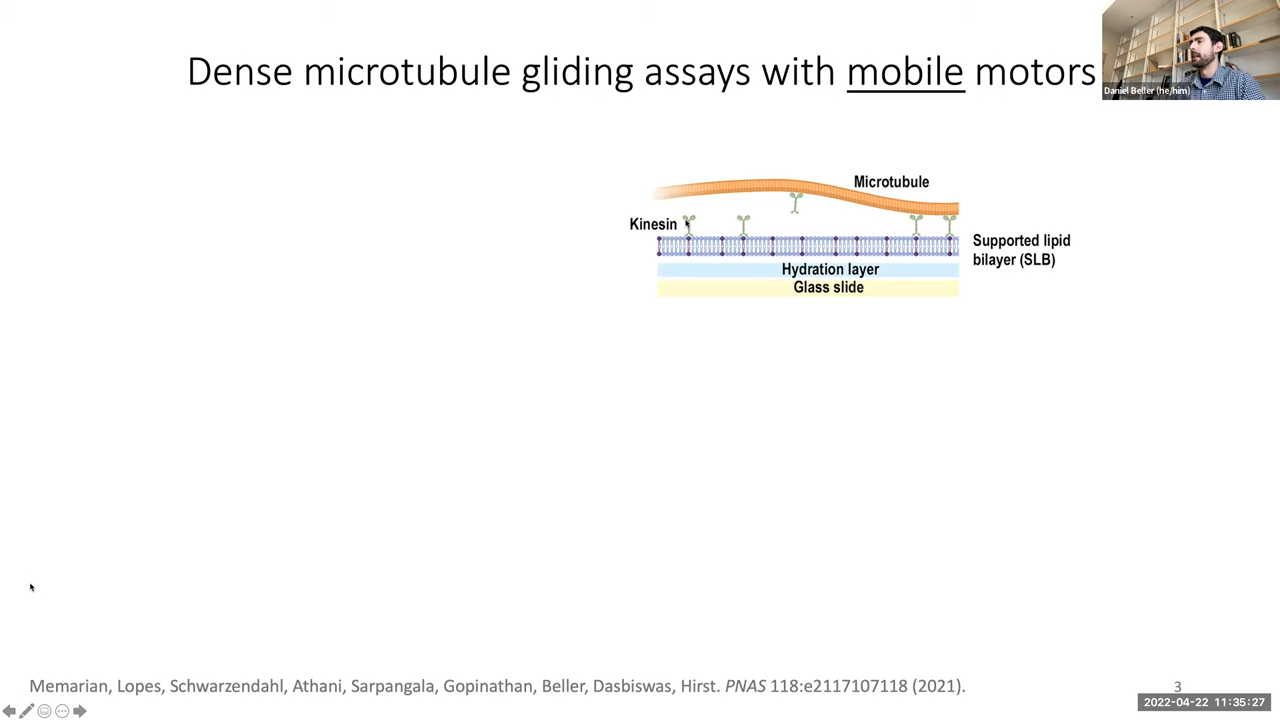 Dense microtubule gliding assays with mobile motors
Daniel Beller (he/him)
Microtubule
Kinesin
Supported lipid
bilayer (SLB)
Hydration layer
Glass slide
Memarian, Lopes, Schwarzendahl, Athani, Sarpangala, Gopinathan, Beller, Dasbiswas, Hirst. PNAS 118:e2117107118 (2021).
3
2022-04-22 11:35:27